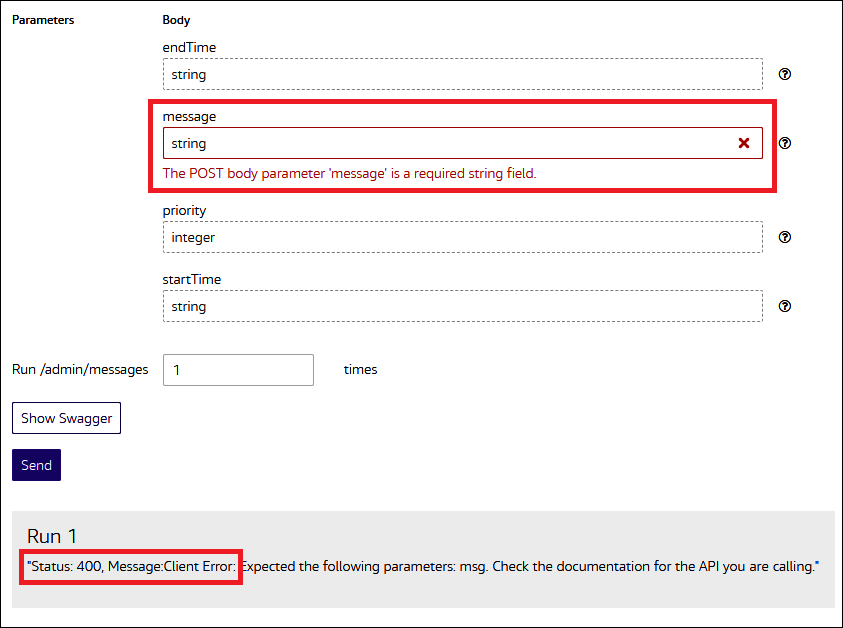 Parameters Body
endTime
string
message
string
The POST body parameter 'message' is a required string field.
priority
integer
startTime
string
Run /admin/messages 1 times
Show Swagger
Send
Run 1
"Status: 400, Message:Client Error: Expected the following parameters: msg. Check the documentation for the API you are calling."